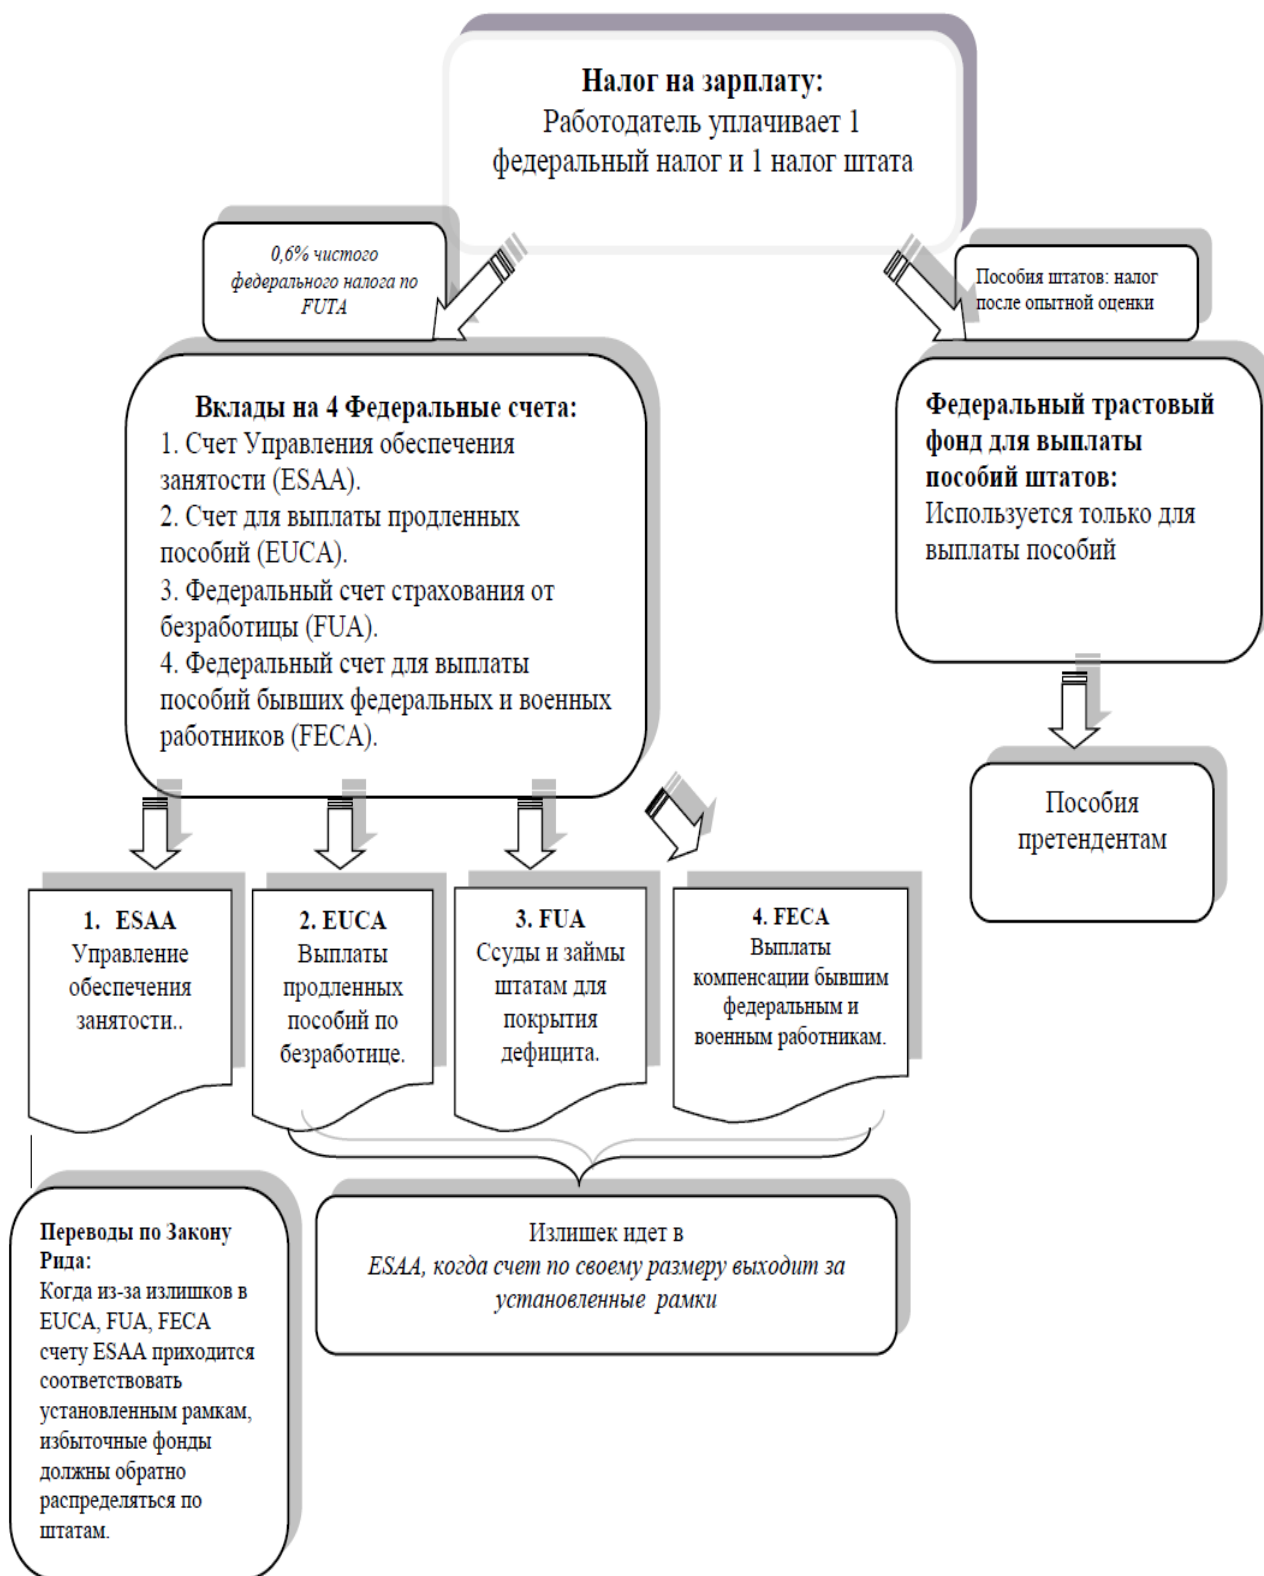 Налог на зарплату:
Работодатель уплачивает 1
федеральный налог и 1 налог штата
0,6% чистого
федерального налога по
FUTA
Пособия штатов: налог
после опытной оценки
Вклады на 4 Федеральные счета:
1. Счет Управления обеспечения
занятости (ESAA).
2. Счет для выплаты продленных
пособий (EUCA).
3. Федеральный счет страхования от
безработицы (FUA).
4. Федеральный счет для выплаты
пособий бывших федеральных и военных
работников (FECA).
Федеральный трастовый
фонд для выплаты
пособий штатов:
Используется только для
выплаты пособий
Пособия
претендентам
1. ESAA
Управление
обеспечения
занятости..
2. EUCA
Выплаты
продленных
пособий по
безработице.
3. FUA
Ссуды и займы
штатам для
покрытия
дефицита.
4. FECA
Выплаты
компенсации бывшим
федеральным и
военным работникам.
Переводы по Закону
Рида:
Когда из-за излишков в
EUCA, FUA, FECA
счету ESAA приходится
соответствовать
установленным рамкам,
избыточные фонды
должны обратно
распределяться по
штатам.
Излишек идет в
ESAA, когда счет по своему размеру выходит за
установленные рамки